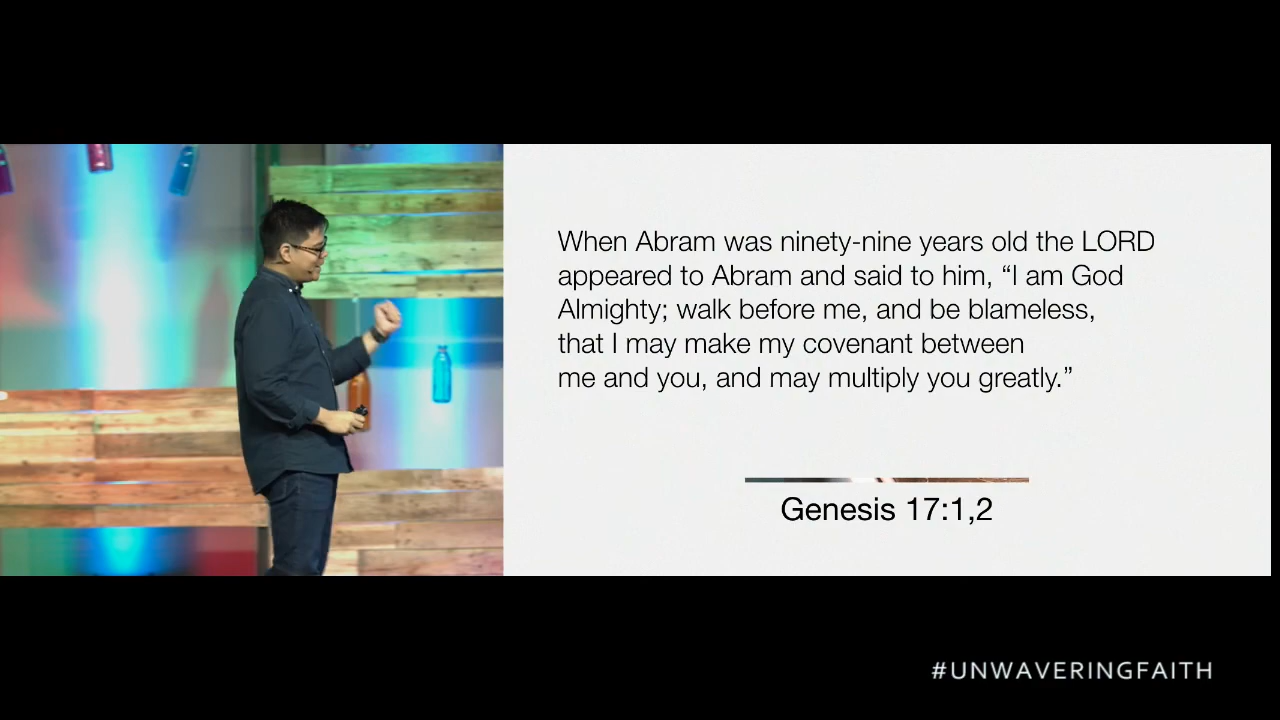 When Abram was ninety-nine years old the LORD
appeared to Abram and said to him, “I am God
Almighty; walk before me, and be blameless,
that I may make my covenant between
me and you, and may multiply you greatly.”
Genesis 17:1,2
#UNWAVERINGFAITH